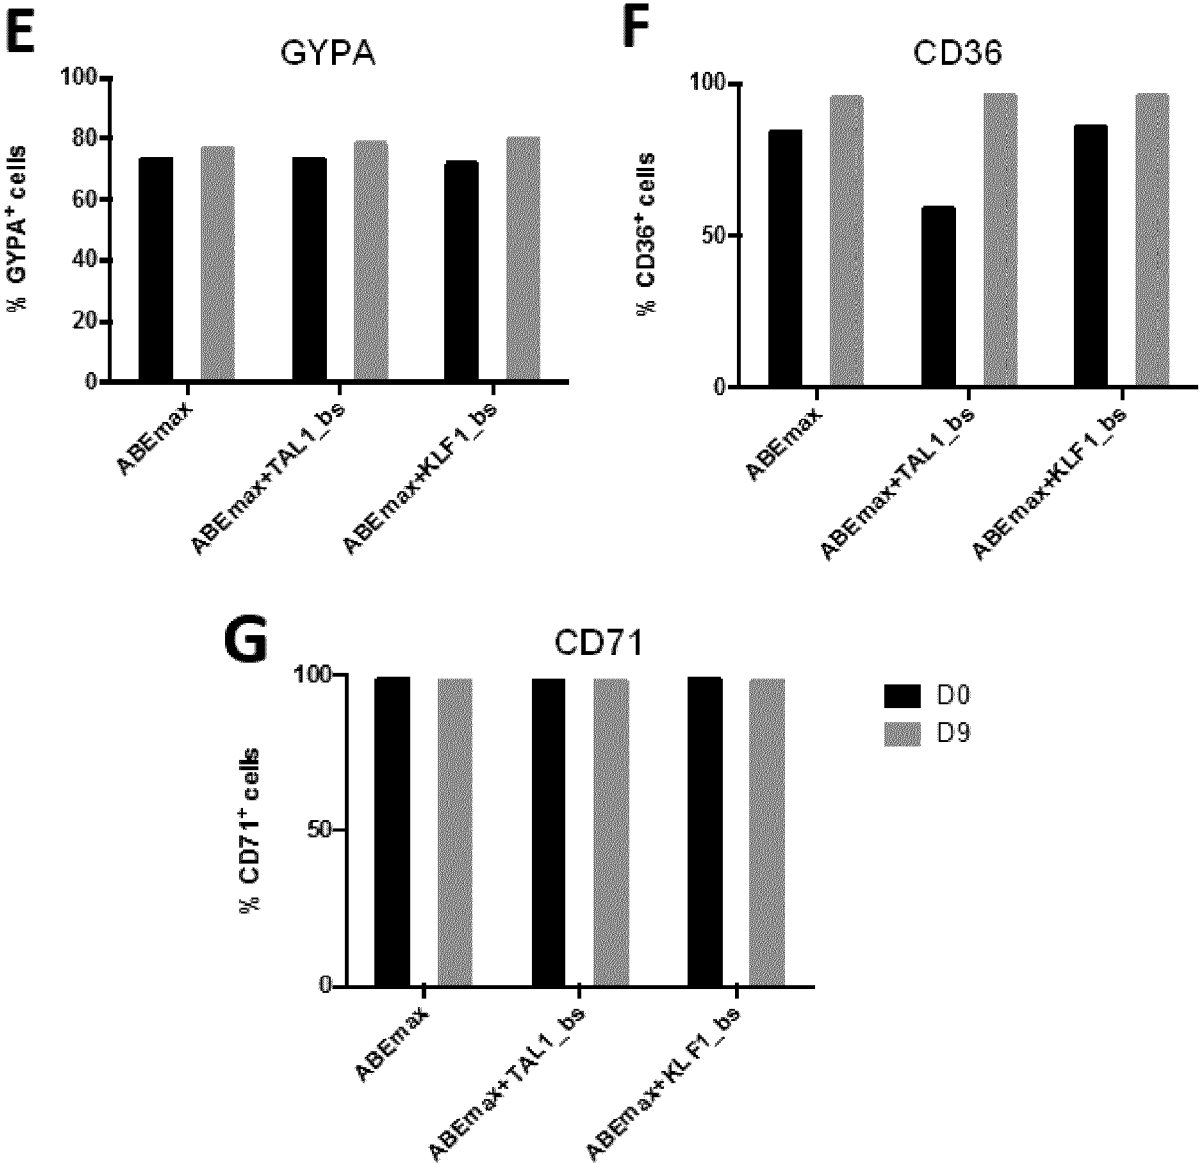 E
GYPA
% GYPA+ cells
100
80
60
40
20
0
ABEmax
ABEmax+TAL1_bs
ABEmax+KLF1_bs
F
CD36
% CD36+ cells
100
50
0
ABEmax
ABEmax+TAL1_bs
ABEmax+KLF1_bs
G
CD71
% CD71+ cells
100
50
0
ABEmax
ABEmax+TAL1_bs
ABEmax+KLF1_bs
D0
D9